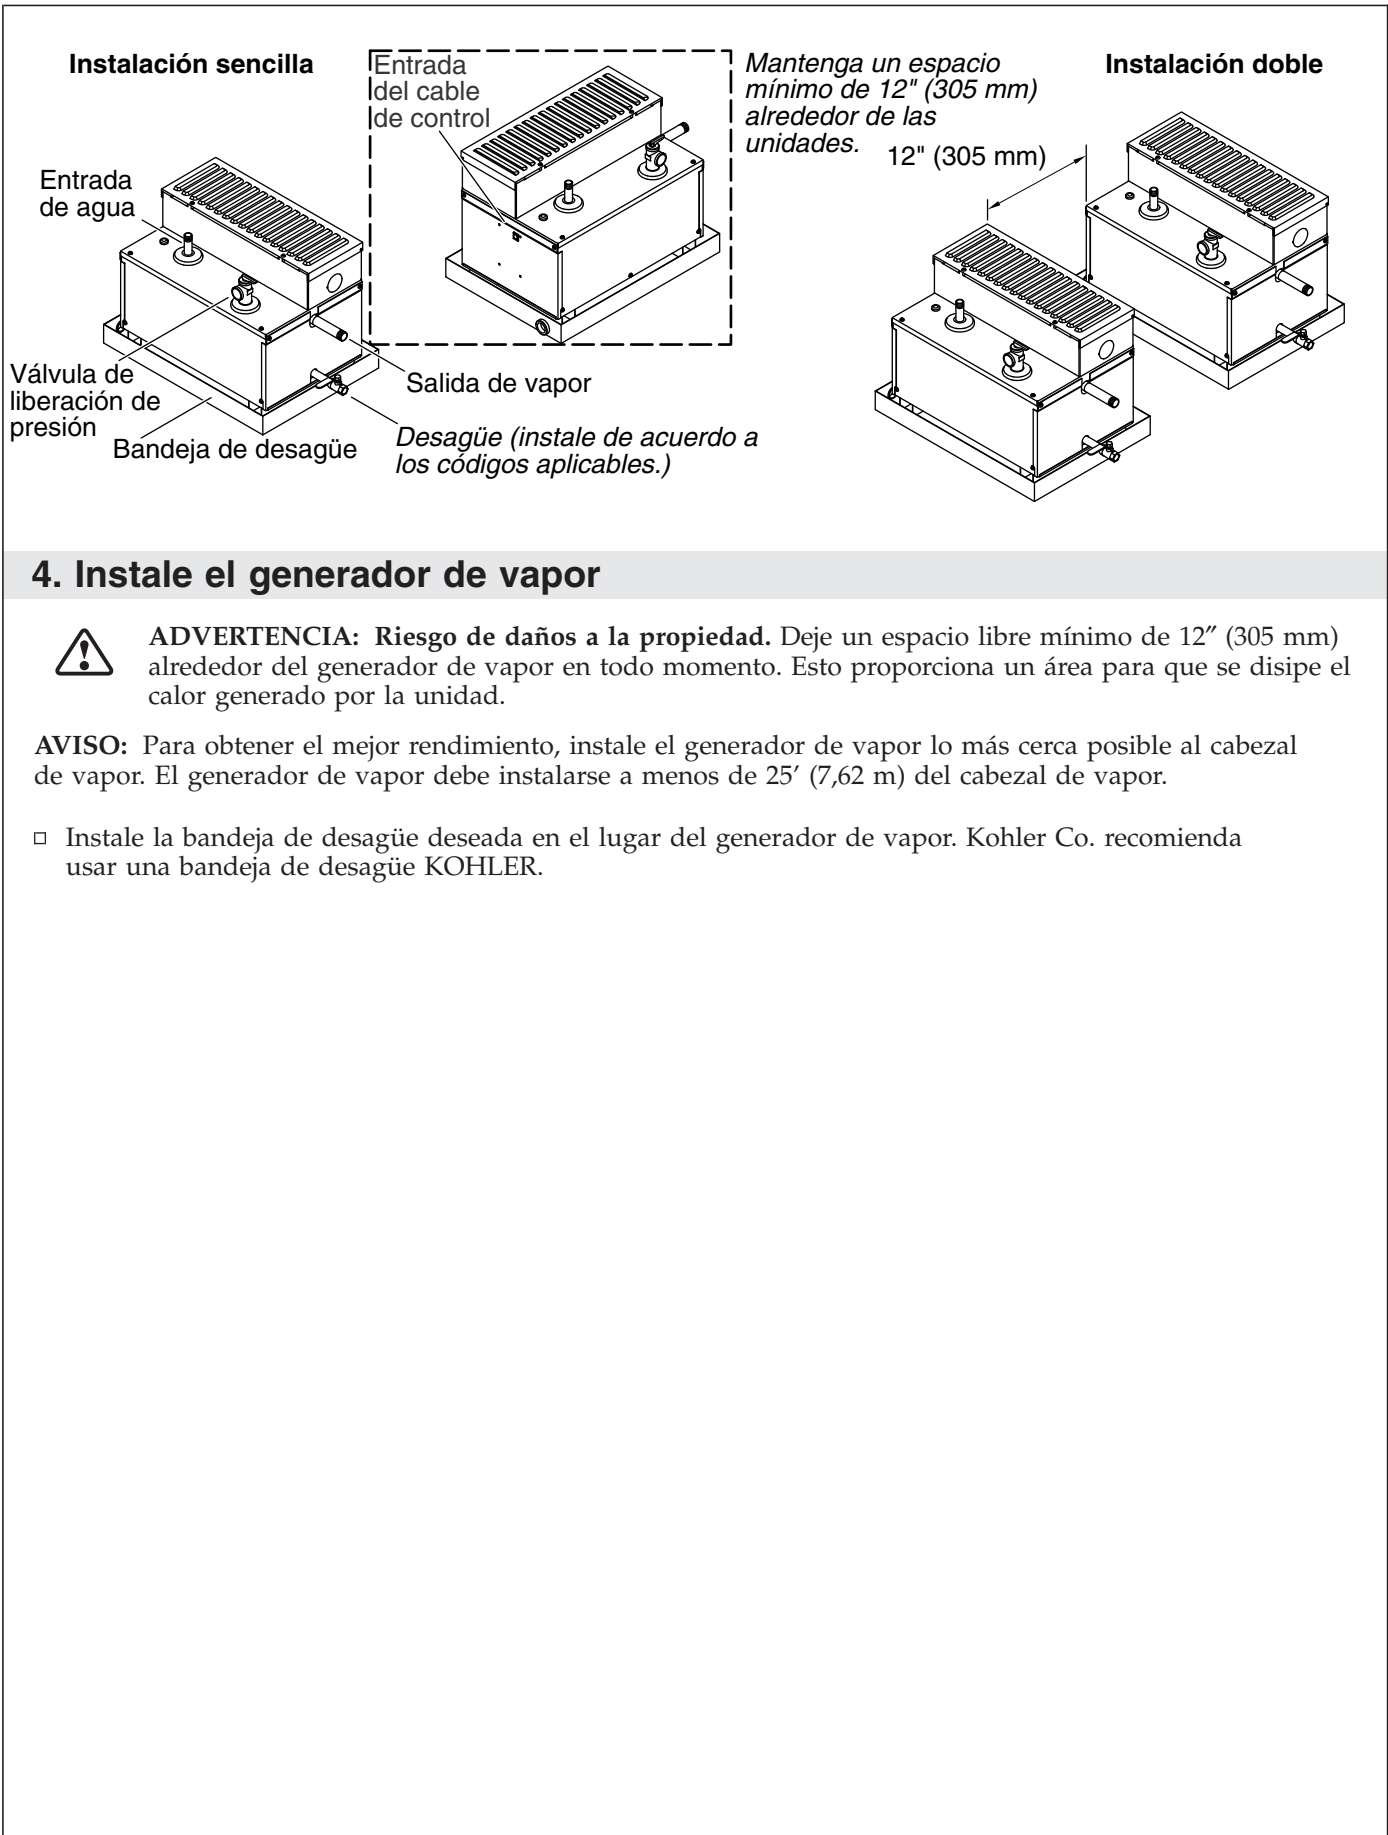 Instalación sencilla
Entrada
del cable
de control
Mantenga un espacio
mínimo de 12" (305 mm)
alrededor de las
unidades.
Instalación doble
12" (305 mm)
Entrada
de agua
Válvula de
liberación de
presión
Bandeja de desagüe
Salida de vapor
Desagüe (instale de acuerdo a
los códigos aplicables.)
4. Instale el generador de vapor
ADVERTENCIA: Riesgo de daños a la propiedad. Deje un espacio libre mínimo de 12″ (305 mm)
alrededor del generador de vapor en todo momento. Esto proporciona un área para que se disipe el
calor generado por la unidad.
AVISO: Para obtener el mejor rendimiento, instale el generador de vapor lo más cerca posible al cabezal
de vapor. El generador de vapor debe instalarse a menos de 25′ (7,62 m) del cabezal de vapor.
□ Instale la bandeja de desagüe deseada en el lugar del generador de vapor. Kohler Co. recomienda
usar una bandeja de desagüe KOHLER.